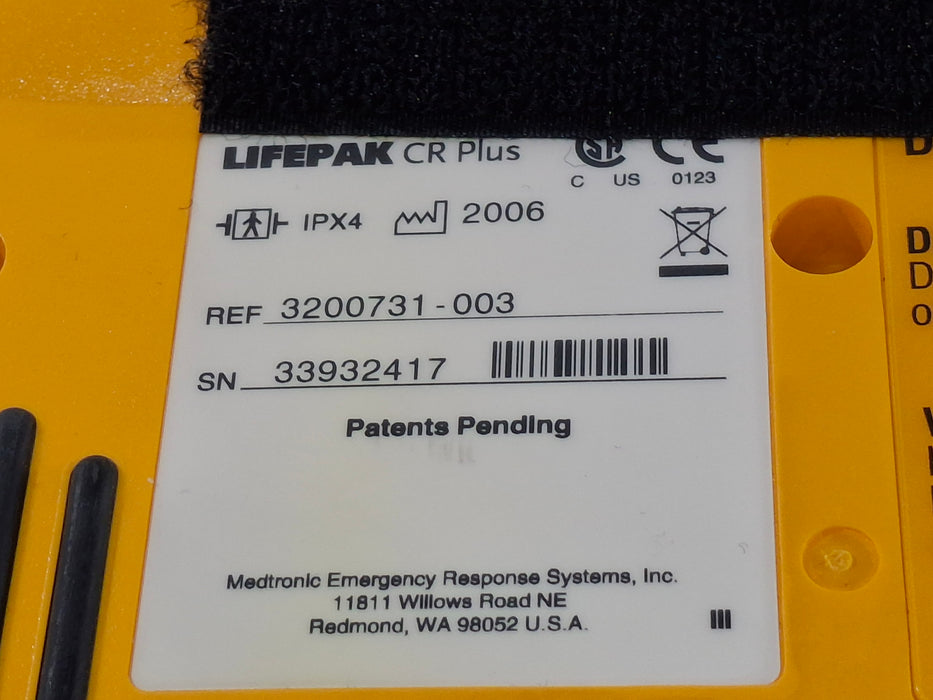 LIFEPAK CR Plus
C US 0123
IPX4 2006
REF 3200731-003
SN 33932417
Patents Pending
Medtronic Emergency Response Systems, Inc.
11811 Willows Road NE
Redmond, WA 98052 U.S.A.
III